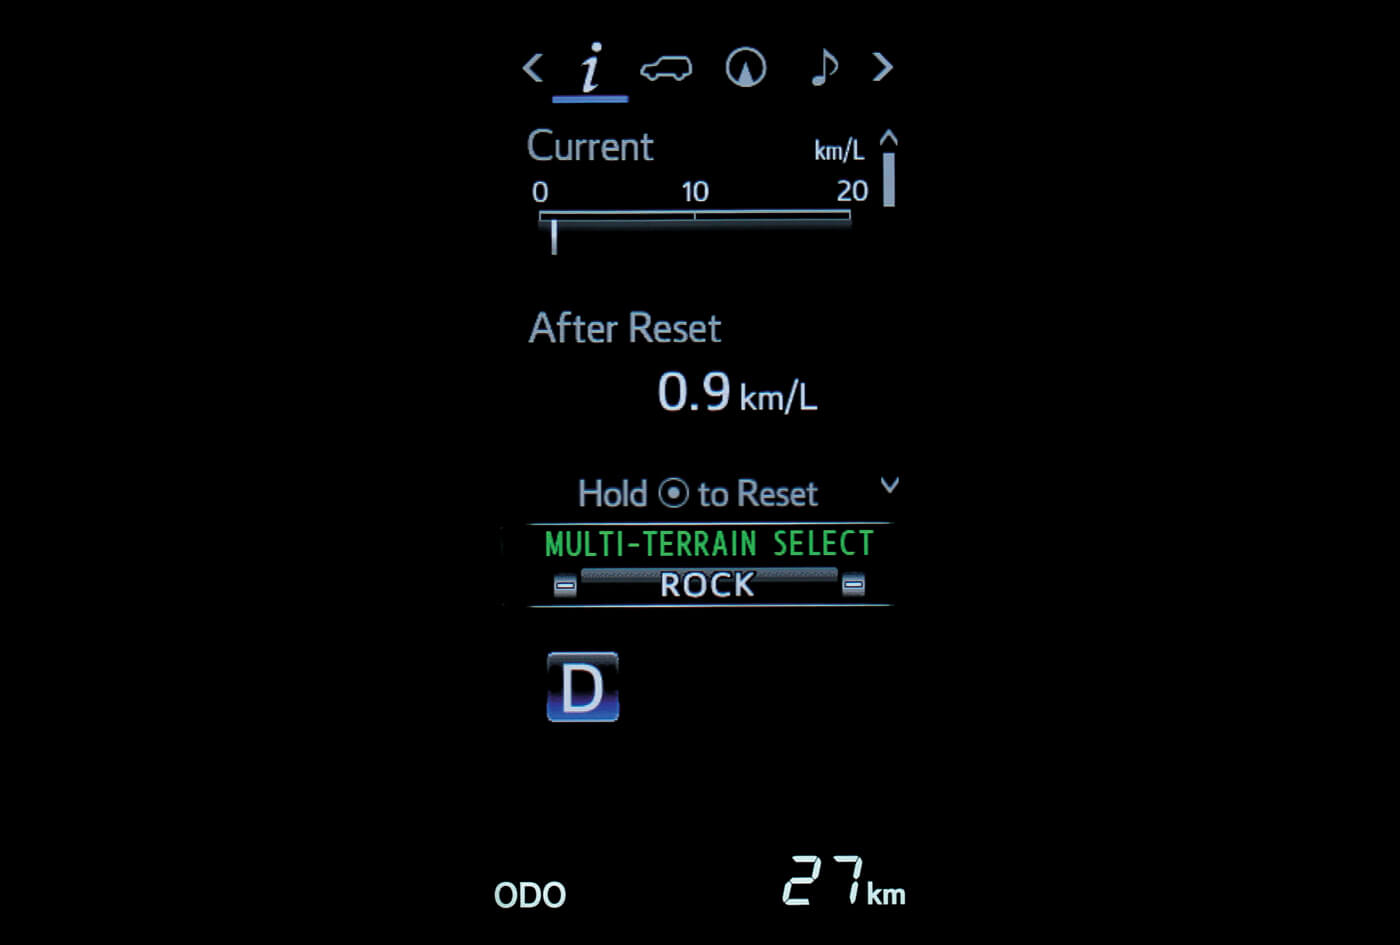 i
Current km/L
0 10 20
After Reset
0.9 km/L
Hold to Reset
MULTI-TERRAIN SELECT
ROCK
D
ODO 27 km